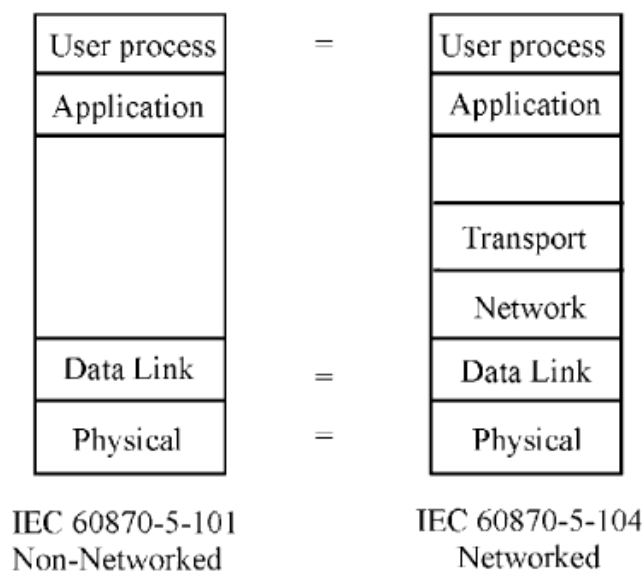 User process = User process
Application Application
Transport
Network
Data Link = Data Link
Physical = Physical
IEC 60870-5-101 IEC 60870-5-104
Non-Networked Networked